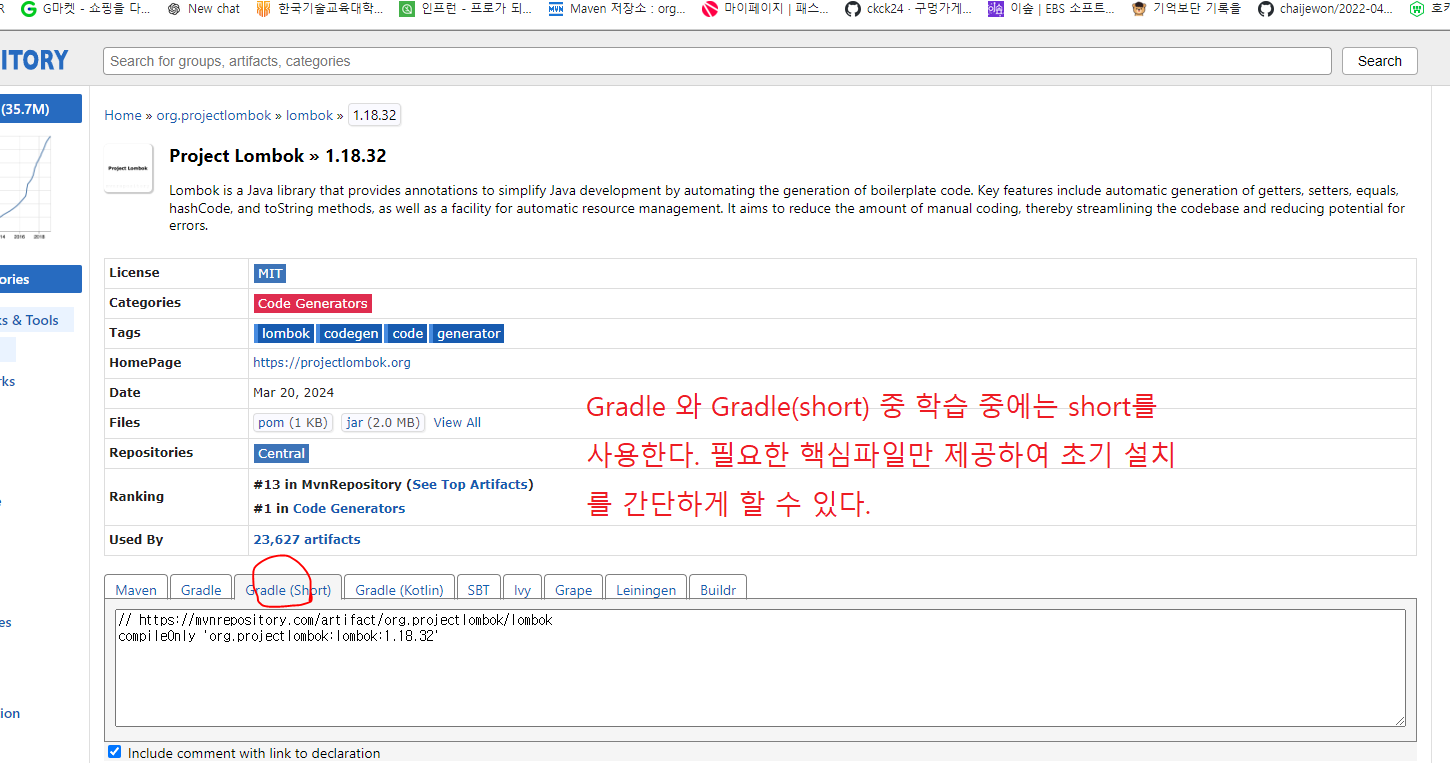 G마켓 - 쇼핑을 다...
New chat
한국기술교육대학...
인프런 - 프로가 되...
Maven 저장소 : org...
마이페이지 | 패스...
ckck24 · 구멍가게...
이솦 | EBS 소프트...
기억보단 기록을
chaijewon/2022-04...
ITORY
Search for groups, artifacts, categories
Search
(35.7M)
Home » org.projectlombok » lombok » 1.18.32
Project Lombok
Project Lombok » 1.18.32
Lombok is a Java library that provides annotations to simplify Java development by automating the generation of boilerplate code. Key features include automatic generation of getters, setters, equals,
hashCode, and toString methods, as well as a facility for automatic resource management. It aims to reduce the amount of manual coding, thereby streamlining the codebase and reducing potential for
errors.
2016 2018
ories
s & Tools
rks
es
ion
License MIT
Categories Code Generators
Tags lombok codegen code generator
HomePage https://projectlombok.org
Date Mar 20, 2024
Files pom (1 KB) jar (2.0 MB) View All
Repositories Central
Ranking #13 in MvnRepository (See Top Artifacts)
#1 in Code Generators
Used By 23,627 artifacts
Gradle 와 Gradle(short) 중 학습 중에는 short를
사용한다. 필요한 핵심파일만 제공하여 초기 설치
를 간단하게 할 수 있다.
Maven Gradle Gradle (Short) Gradle (Kotlin) SBT Ivy Grape Leiningen Buildr
// https://mvnrepository.com/artifact/org.projectlombok/lombok
compileOnly 'org.projectlombok:lombok:1.18.32'
Include comment with link to declaration